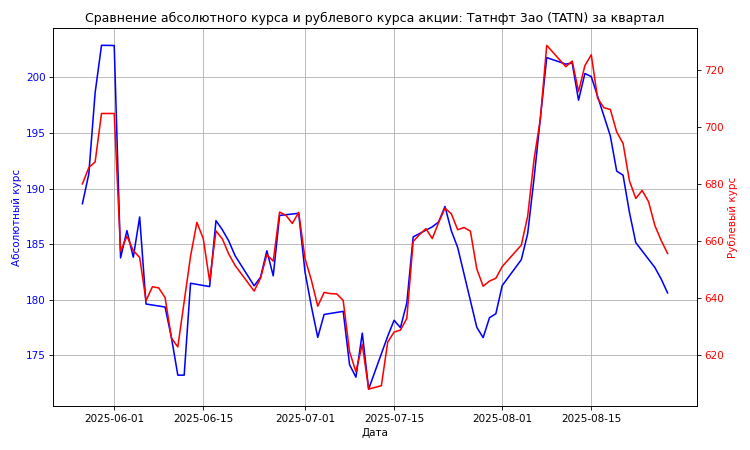 Сравнение абсолютного курса и рублевого курса акции: Татнфт 3ао (TATN) за квартал
Абсолютный курс
200
195
190
185
180
175
720
700
680
660
640
620
Рублевый курс
2025-06-01 2025-06-15 2025-07-01 2025-07-15 2025-08-01 2025-08-15
Дата